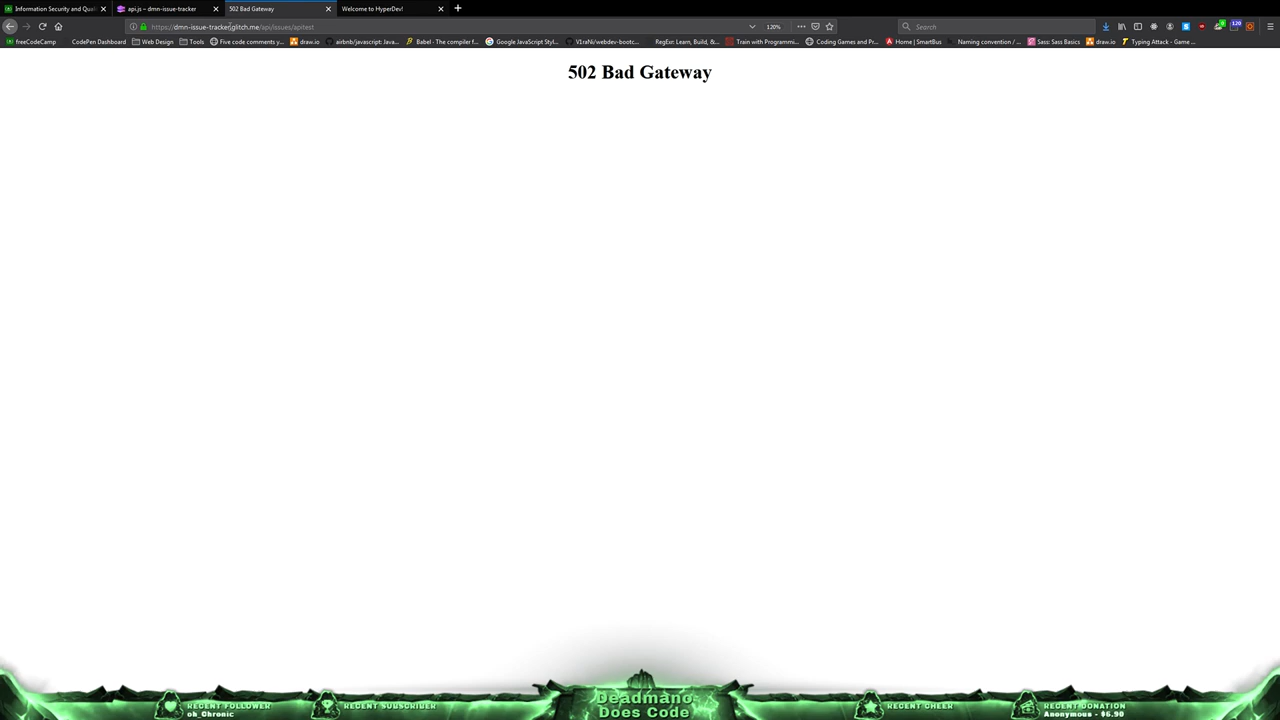 Information Security and Qual
api.js – dmn-issue-tracker
502 Bad Gateway
Welcome to HyperDev!
https://dmn-issue-tracker.glitch.me/api/issues/apitest
120%
Search
freeCodeCamp
CodePen Dashboard
Web Design
Tools
Five code comments y...
draw.io
airbnb/javascript: Java...
Babel · The compiler f...
Google JavaScript Styl...
V1raNi/webdev-bootc...
RegExr: Learn, Build, &...
Train with Programmi...
Coding Games and Pr...
Home | SmartBus
Naming convention / ...
Sass: Sass Basics
draw.io
Typing Attack - Game ...
0
120
502 Bad Gateway
RECENT FOLLOWER
oh_Chronic
RECENT SUBSCRIBER
Deadmano
Does Code
RECENT CHEER
RECENT DONATION
Anonymous - $6.90